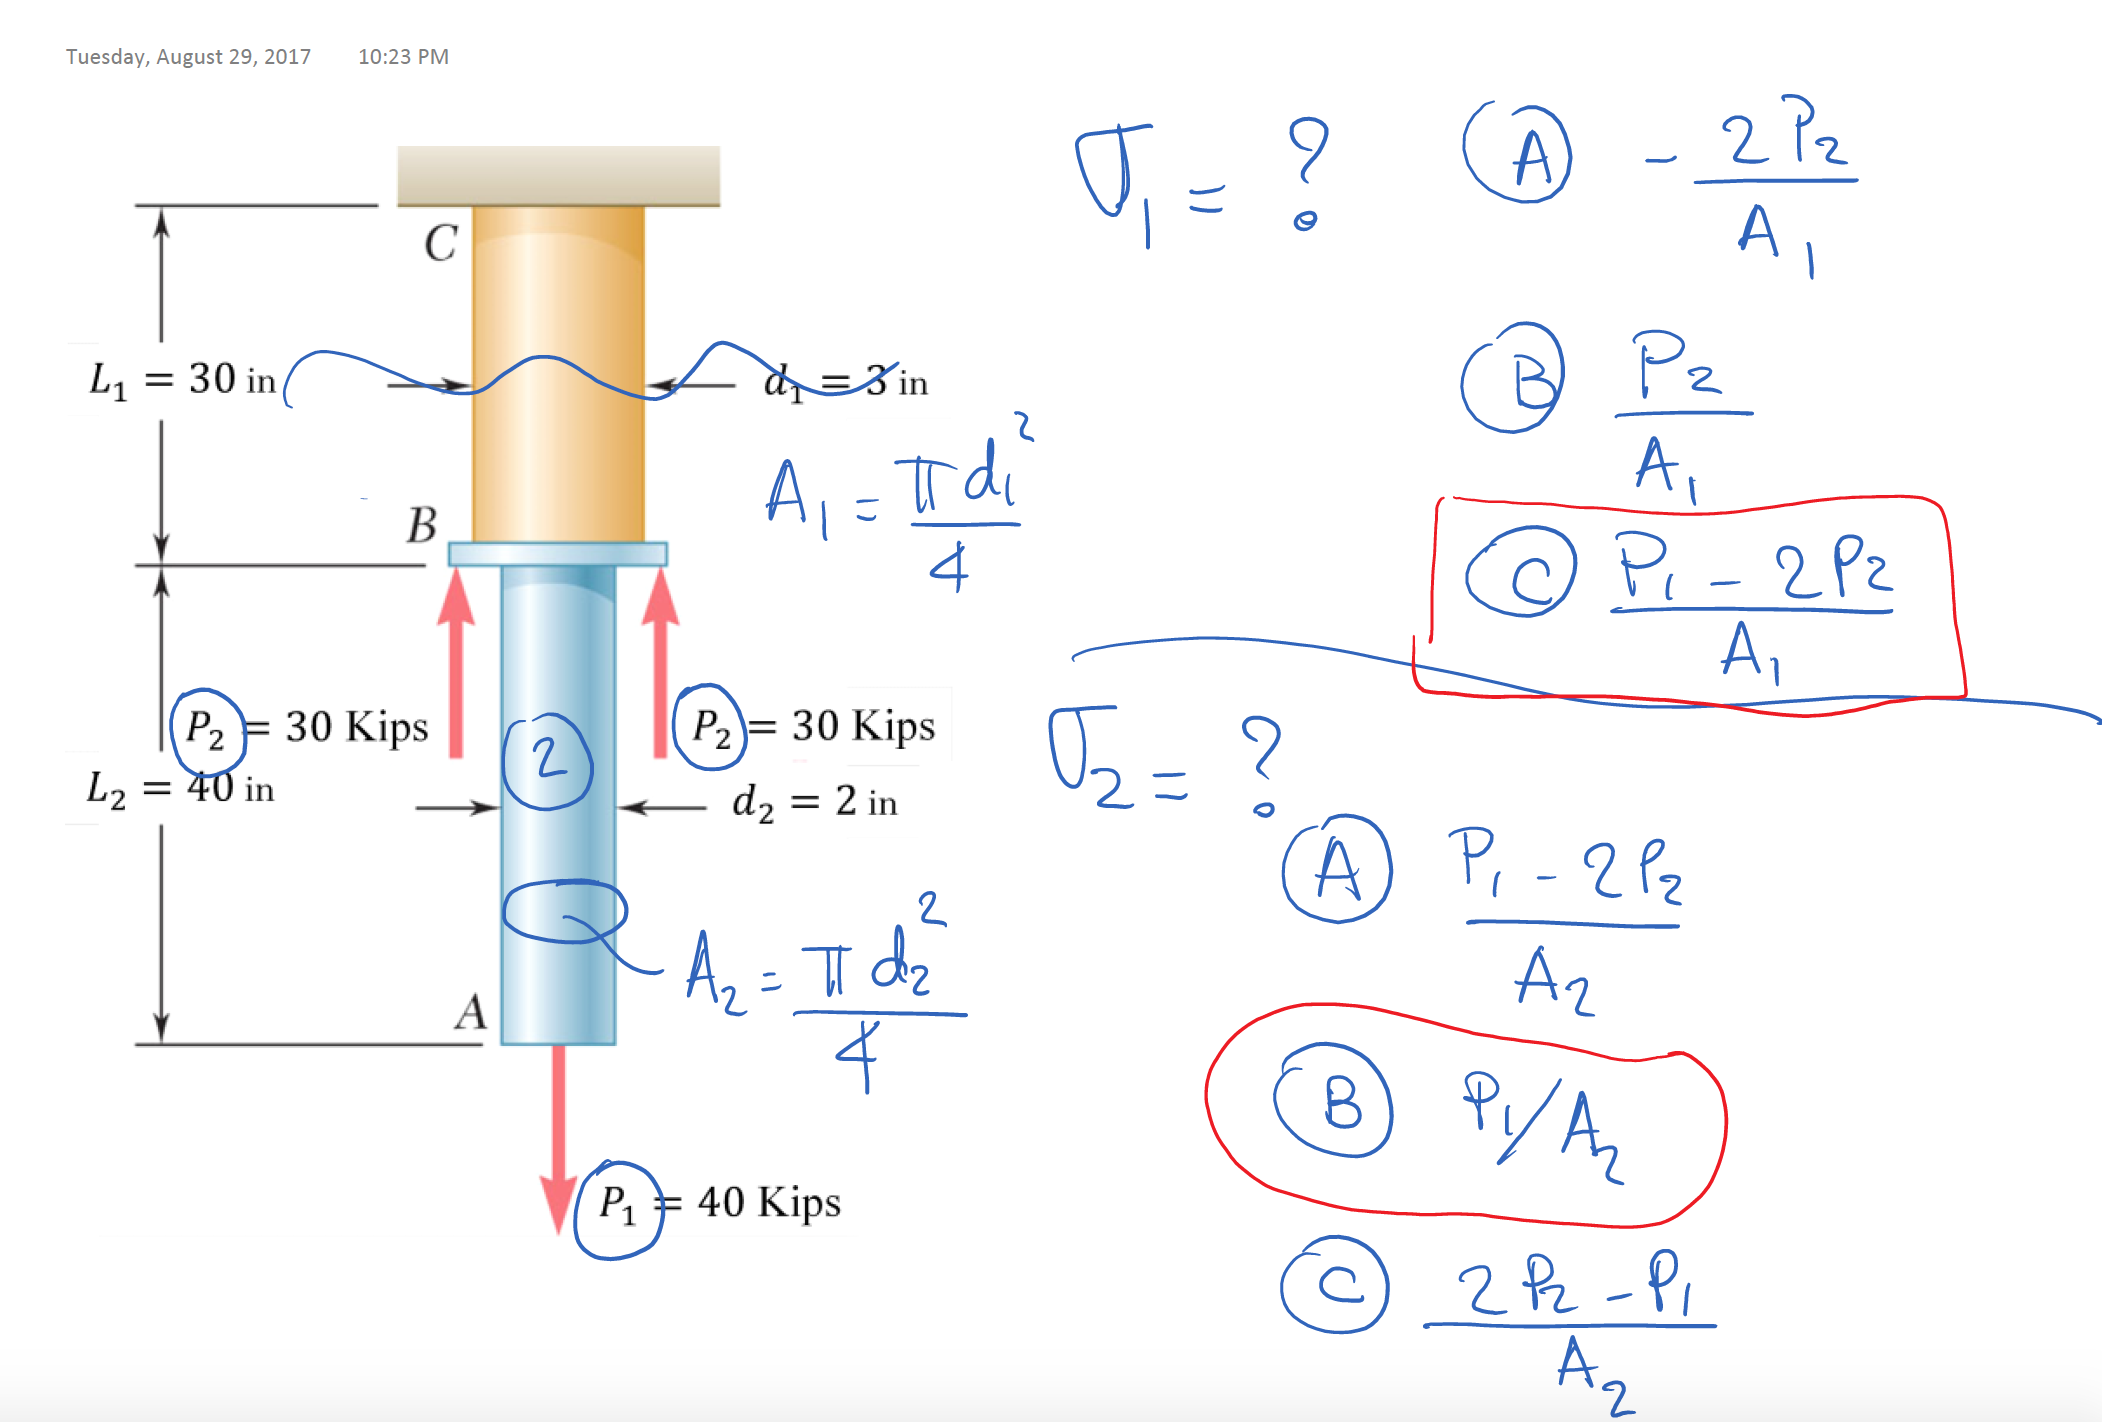 Tuesday, August 29, 2017 10:23 PM
C
L₁ = 30 in
d₁ = 3 in
B
A₁ = πd₁²/4
P₂ = 30 Kips
P₂ = 30 Kips
2
L₂ = 40 in
d₂ = 2 in
A₂ = πd₂²/4
A
P₁ = 40 Kips
σ₁ = ?
A - 2P₂/A₁
B P₂/A₁
C P₁ - 2P₂/A₁
σ₂ = ?
A P₁ - 2P₂/A₂
B P₁/A₂
C 2P₂ - P₁/A₂